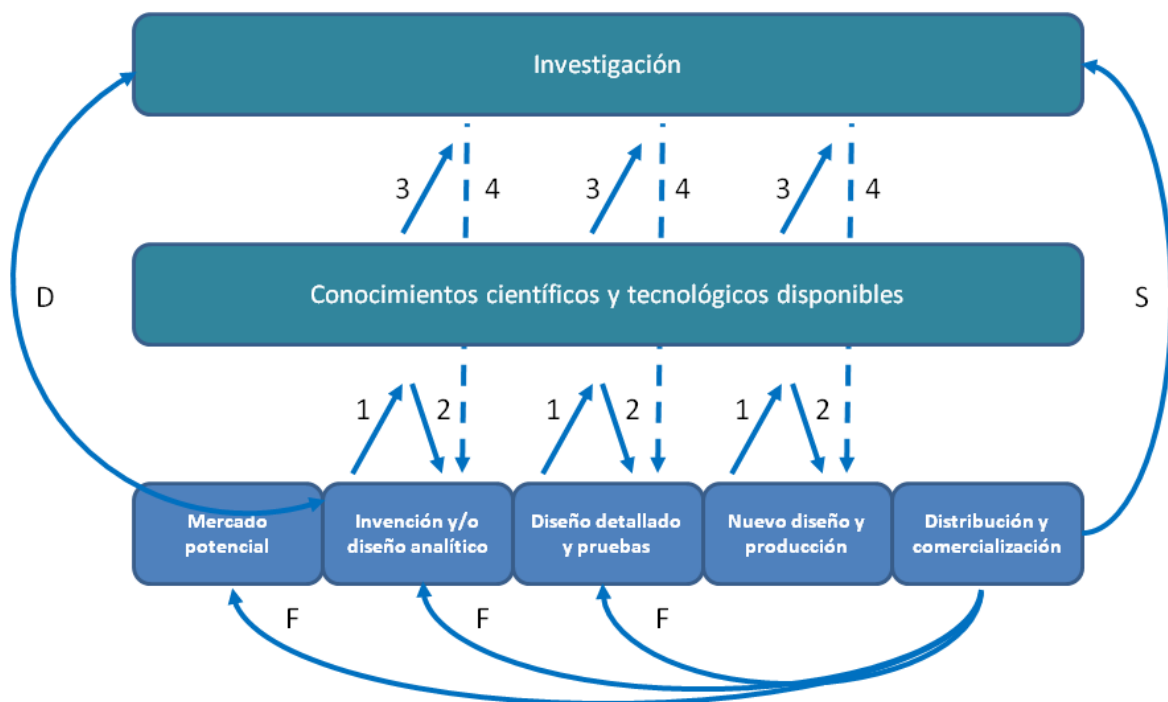 Investigación
3 4 3 4 3 4
D
Conocimientos científicos y tecnológicos disponibles
S
1 2 1 2 1 2
Mercado
potencial
Invención y/o
diseño analítico
Diseño detallado
y pruebas
Nuevo diseño y
producción
Distribución y
comercialización
F F F